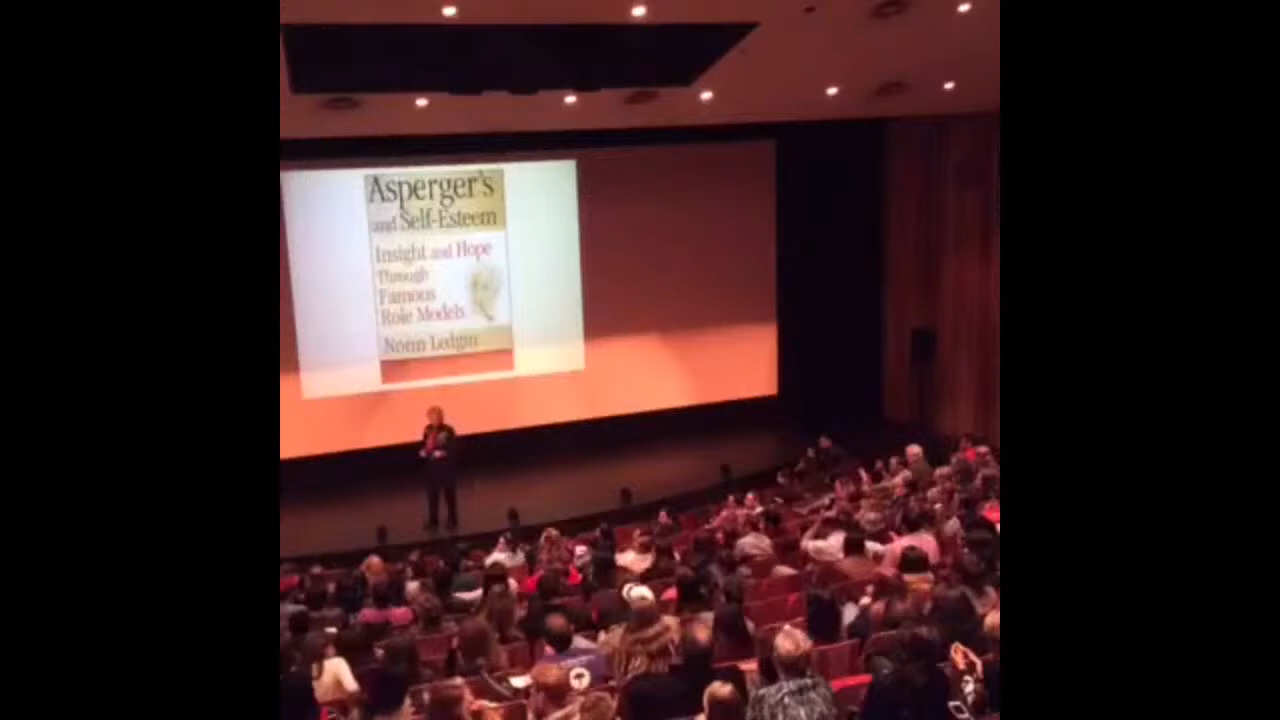 Asperger's
and Self-Esteem
Insight and Hope
Through
Famous
Role Models
Norm Ledgin